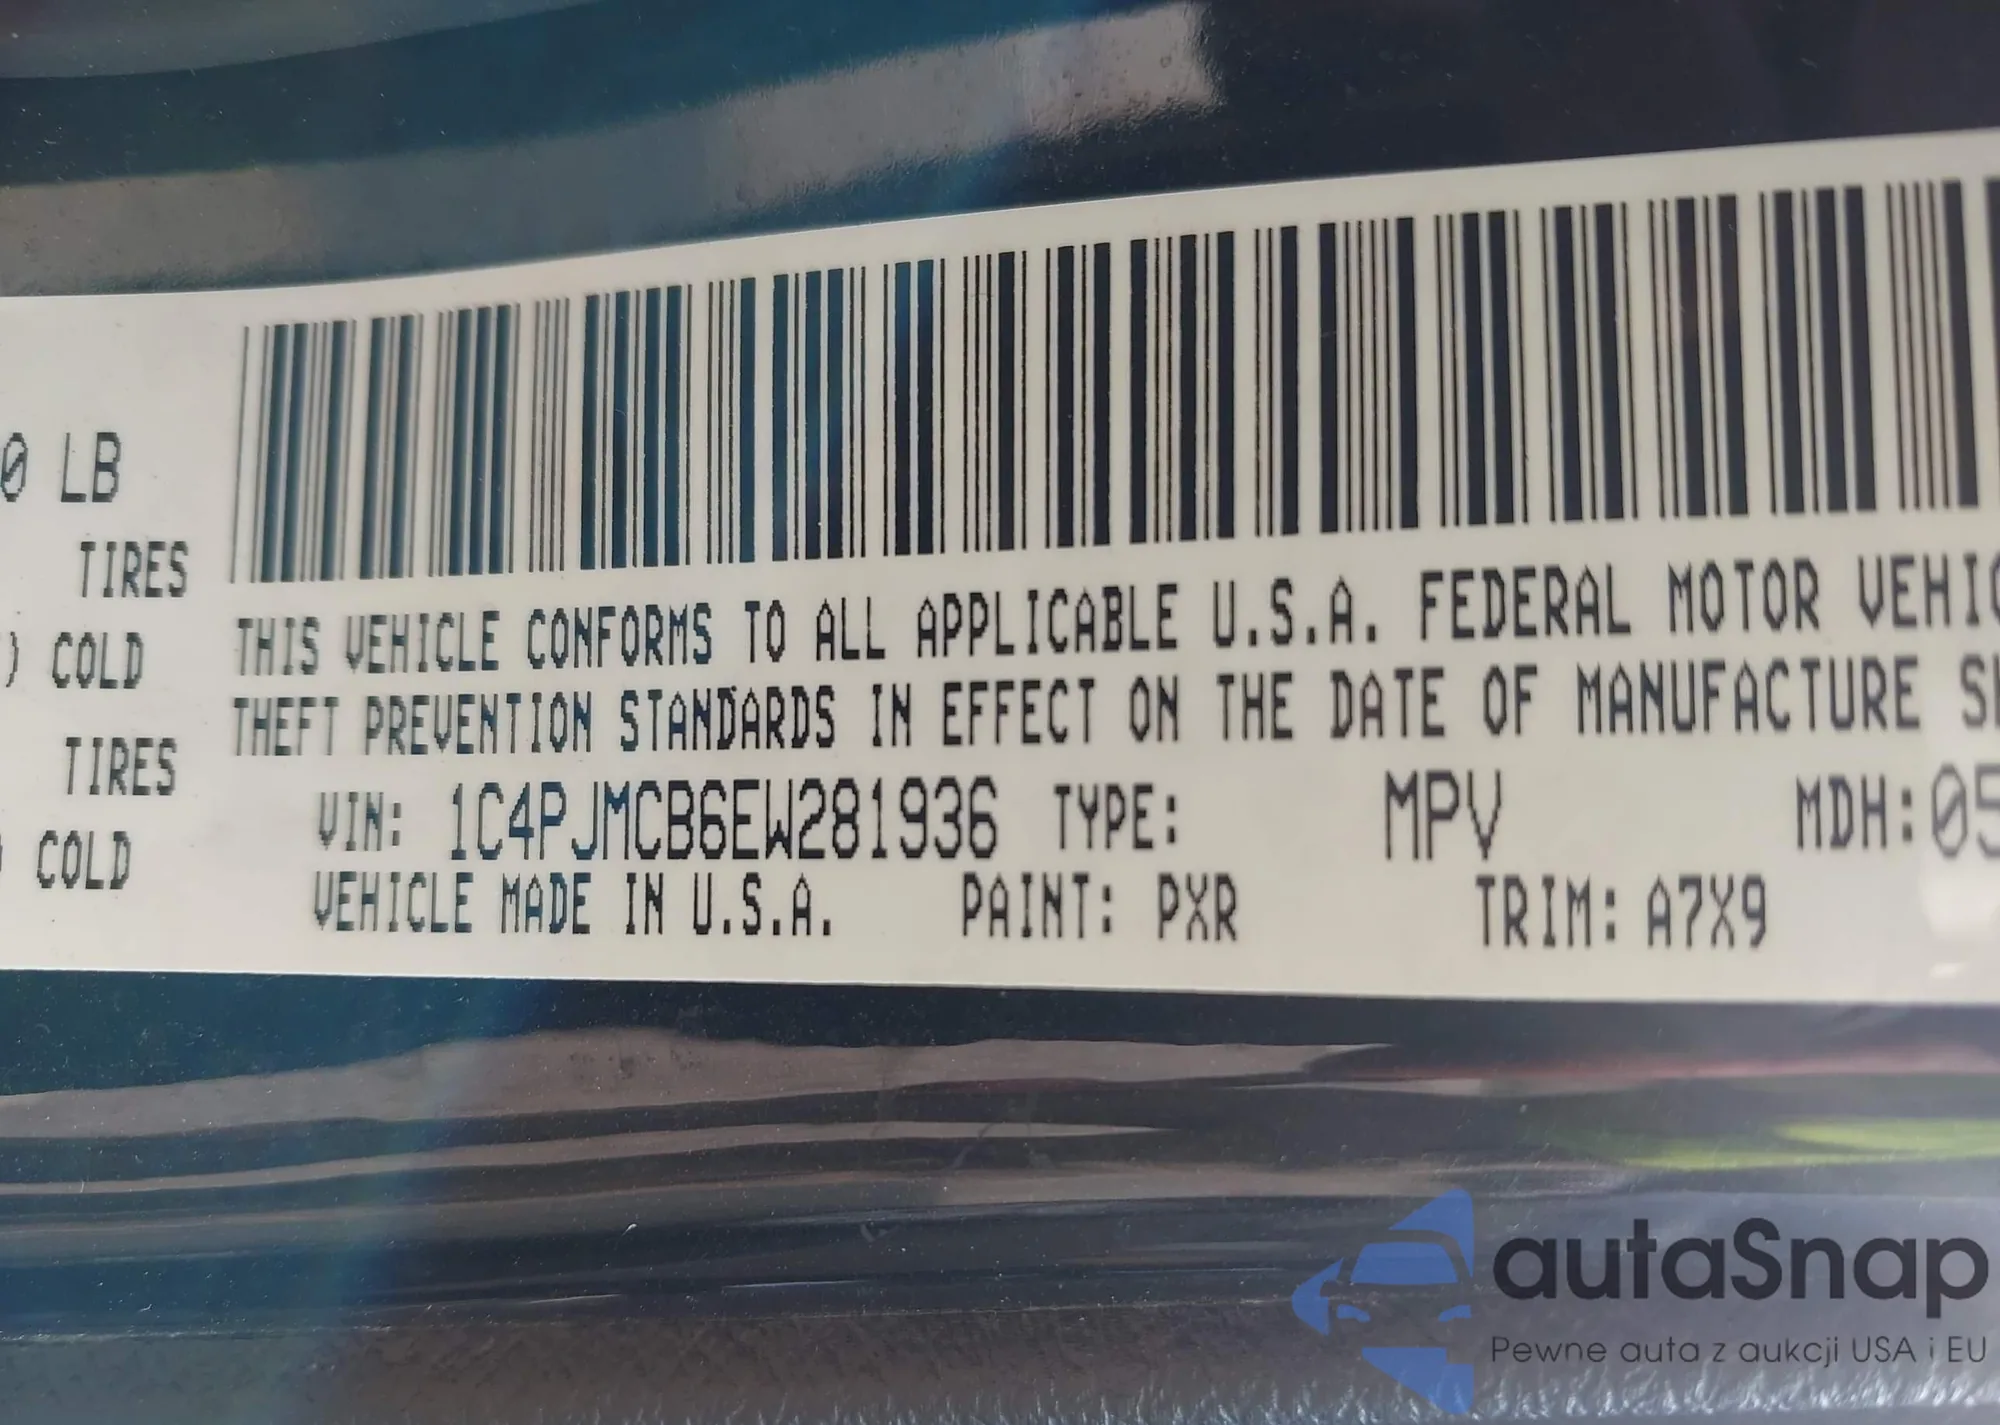 0 LB
TIRES
) COLD
TIRES
COLD
THIS VEHICLE CONFORMS TO ALL APPLICABLE U.S.A. FEDERAL MOTOR VEHIC
THEFT PREVENTION STANDARDS IN EFFECT ON THE DATE OF MANUFACTURE S
VIN: 1C4PJMCB6EW281936 TYPE: MPV MDH:05
VEHICLE MADE IN U.S.A. PAINT: PXR TRIM: A7X9
autaSnap
Pewne auta z aukcji USA i EU